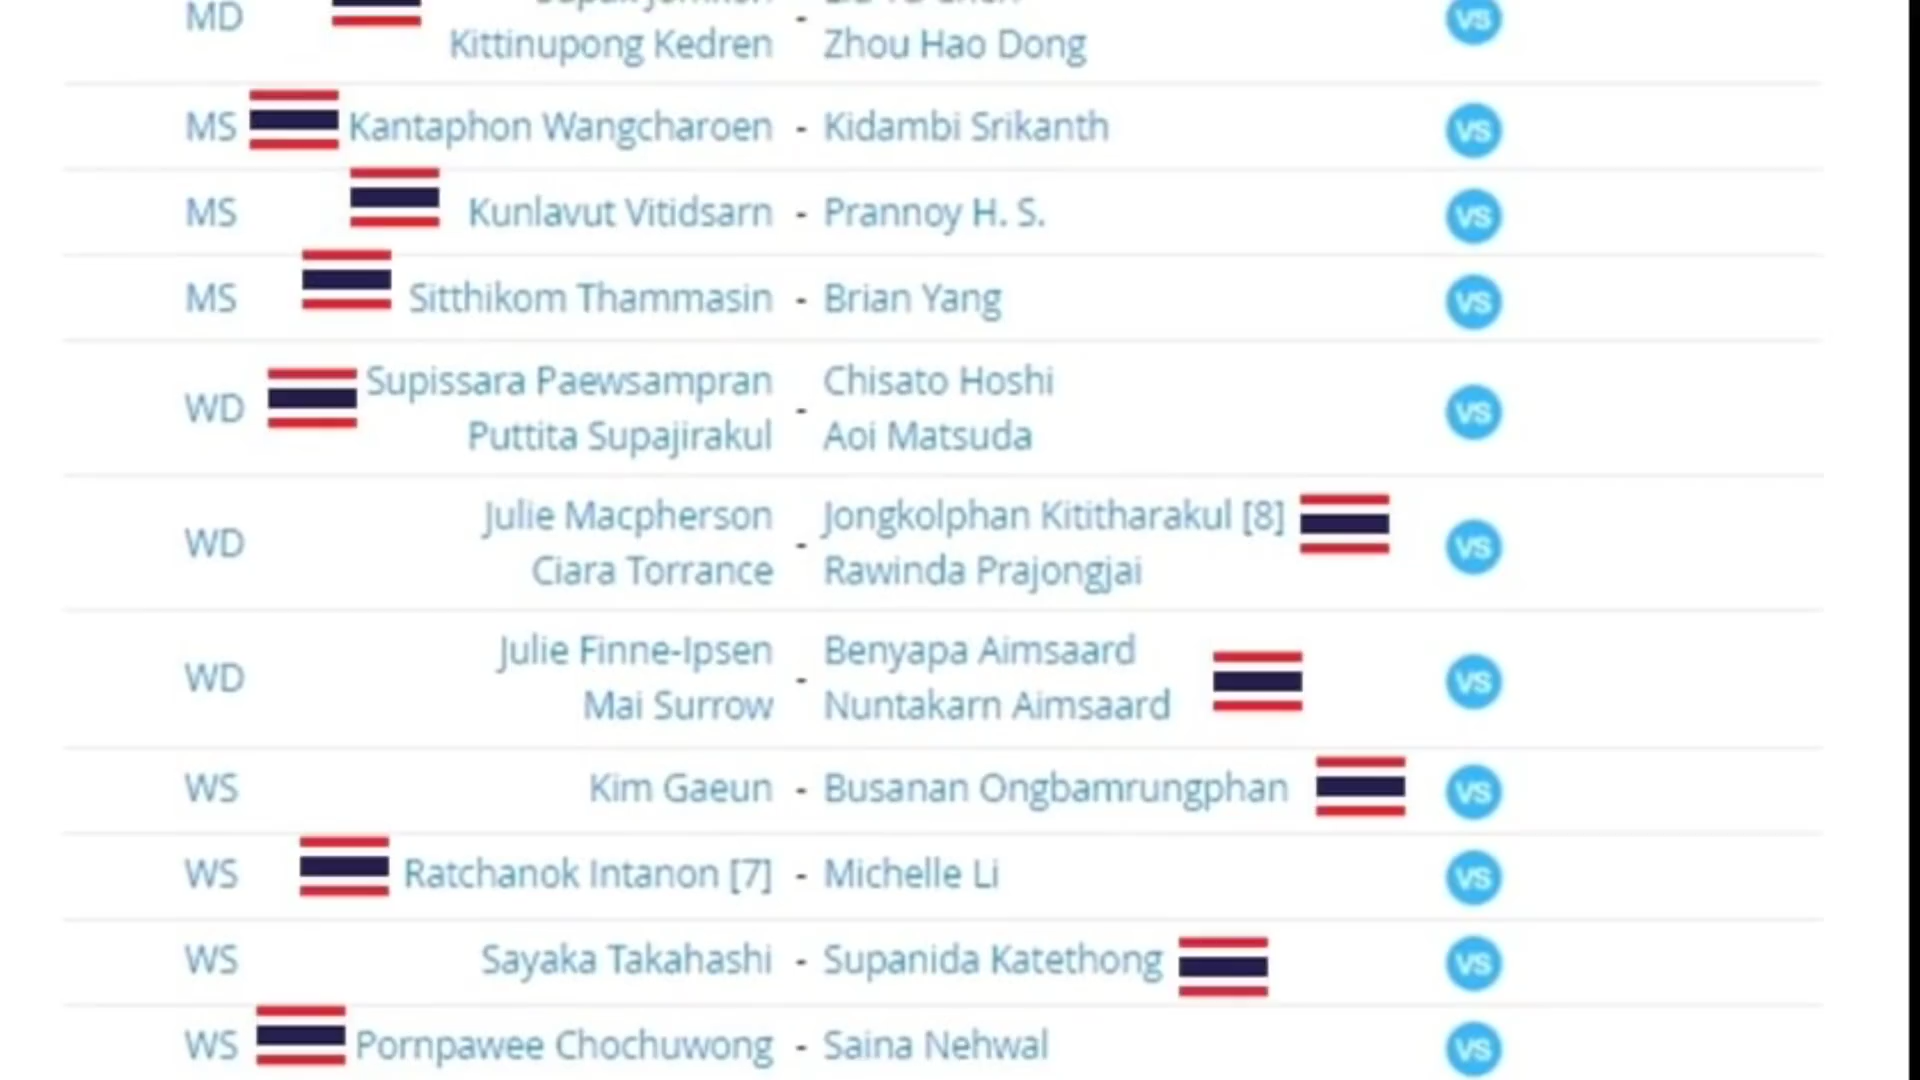 MD
Kittinupong Kedren - Zhou Hao Dong VS
MS Kantaphon Wangcharoen - Kidambi Srikanth VS
MS Kunlavut Vitidsarn - Prannoy H. S. VS
MS Sitthikom Thammasin - Brian Yang VS
WD Supissara Paewsampran - Chisato Hoshi VS
Puttita Supajirakul Aoi Matsuda
WD Julie Macpherson - Jongkolphan Kititharakul [8] VS
Ciara Torrance Rawinda Prajongjai
WD Julie Finne-Ipsen - Benyapa Aimsaard VS
Mai Surrow Nuntakarn Aimsaard
WS Kim Gaeun - Busanan Ongbamrungphan VS
WS Ratchanok Intanon [7] - Michelle Li VS
WS Sayaka Takahashi - Supanida Katethong VS
WS Pornpawee Chochuwong - Saina Nehwal VS